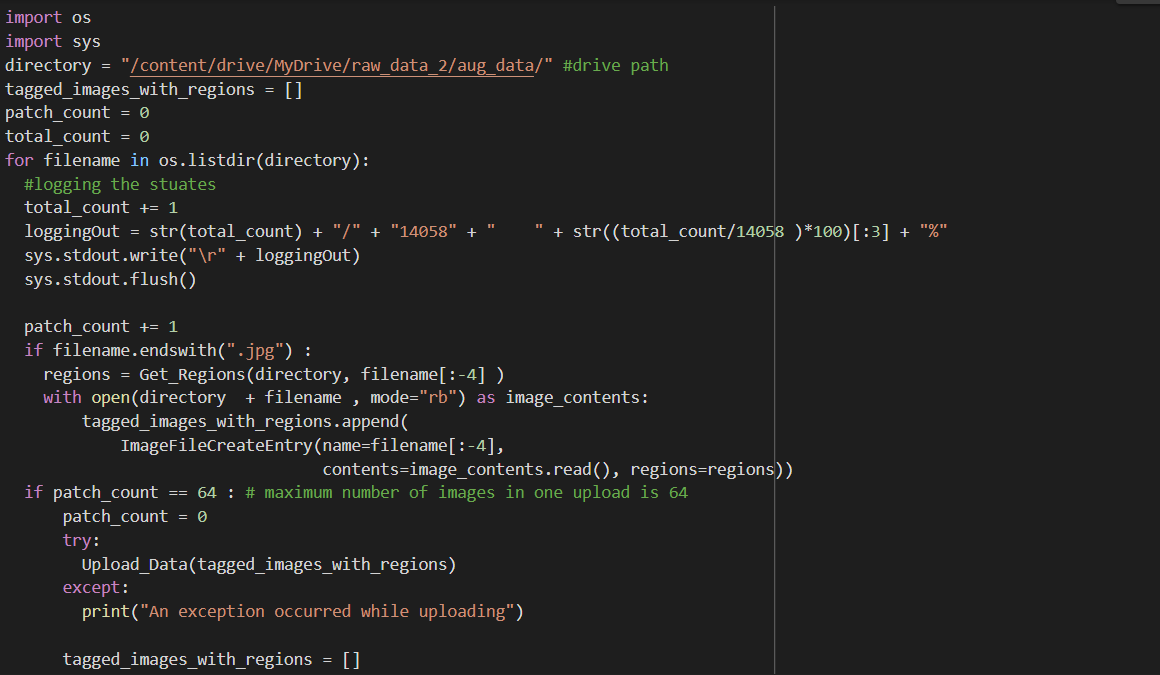 import os
import sys
directory = "/content/drive/MyDrive/raw_data_2/aug_data/" #drive path
tagged_images_with_regions = []
patch_count = 0
total_count = 0
for filename in os.listdir(directory):
  #logging the stuates
  total_count += 1
  loggingOut = str(total_count) + "/" + "14058" + "    " + str((total_count/14058 )*100)[:3] + "%"
  sys.stdout.write("\r" + loggingOut)
  sys.stdout.flush()

  patch_count += 1
  if filename.endswith(".jpg") :
    regions = Get_Regions(directory, filename[:-4] )
    with open(directory  + filename , mode="rb") as image_contents:
        tagged_images_with_regions.append(
            ImageFileCreateEntry(name=filename[:-4],
                                 contents=image_contents.read(), regions=regions))
  if patch_count == 64 : # maximum number of images in one upload is 64
      patch_count = 0
      try:
        Upload_Data(tagged_images_with_regions)
      except:
        print("An exception occurred while uploading")

      tagged_images_with_regions = []